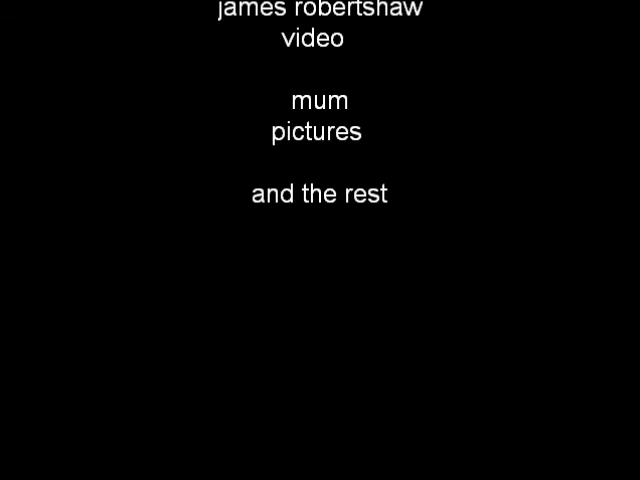 james robertshaw
video
mum
pictures
and the rest